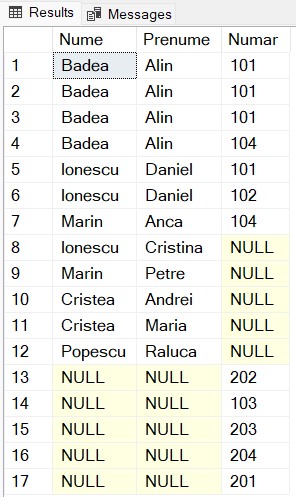 Results Messages
Nume Prenume Numar
1 Badea Alin 101
2 Badea Alin 101
3 Badea Alin 101
4 Badea Alin 104
5 Ionescu Daniel 101
6 Ionescu Daniel 102
7 Marin Anca 104
8 Ionescu Cristina NULL
9 Marin Petre NULL
10 Cristea Andrei NULL
11 Cristea Maria NULL
12 Popescu Raluca NULL
13 NULL NULL 202
14 NULL NULL 103
15 NULL NULL 203
16 NULL NULL 204
17 NULL NULL 201